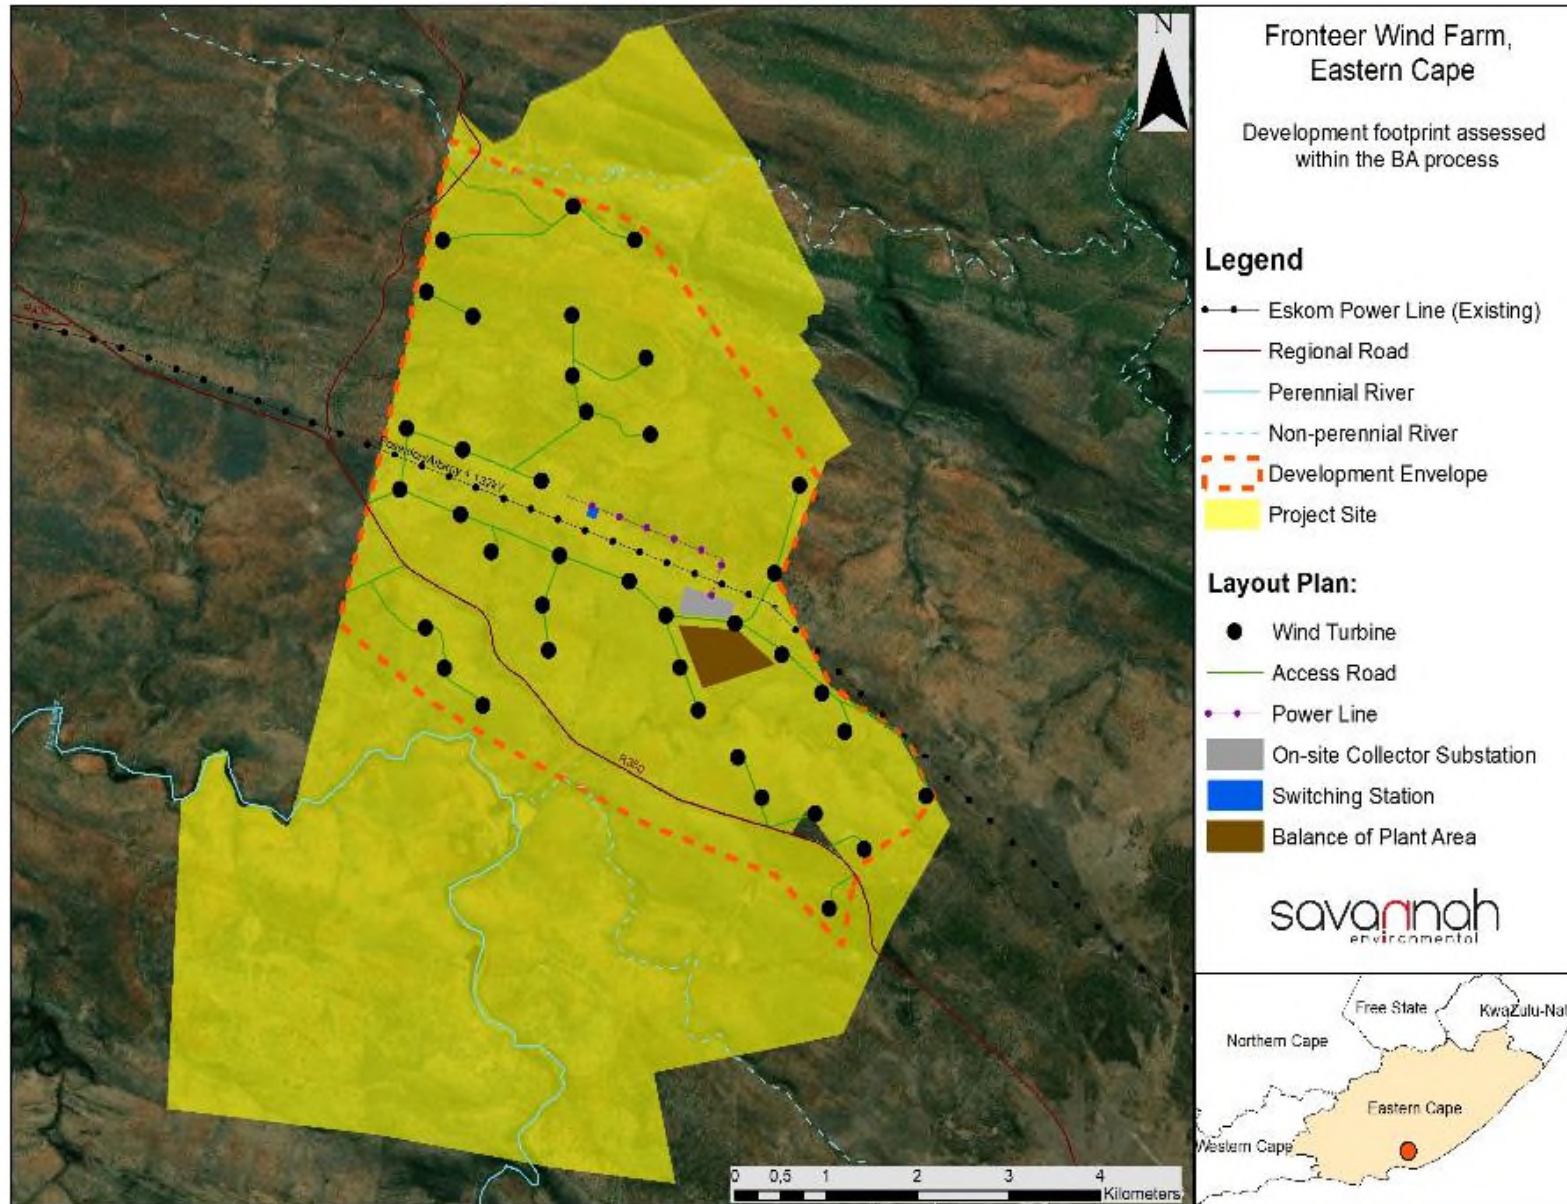 N
R350
Fronteer Wind Farm,
Eastern Cape
Development footprint assessed
within the BA process
Legend
Eskom Power Line (Existing)
Regional Road
Perennial River
Non-perennial River
Development Envelope
Project Site
Layout Plan:
Wind Turbine
Access Road
Power Line
On-site Collector Substation
Switching Station
Balance of Plant Area
savannah
environmental
Free State
KwaZulu-Nat
Northern Cape
Eastern Cape
Western Cape
0 0,5 1 2 3 4
Kilometers